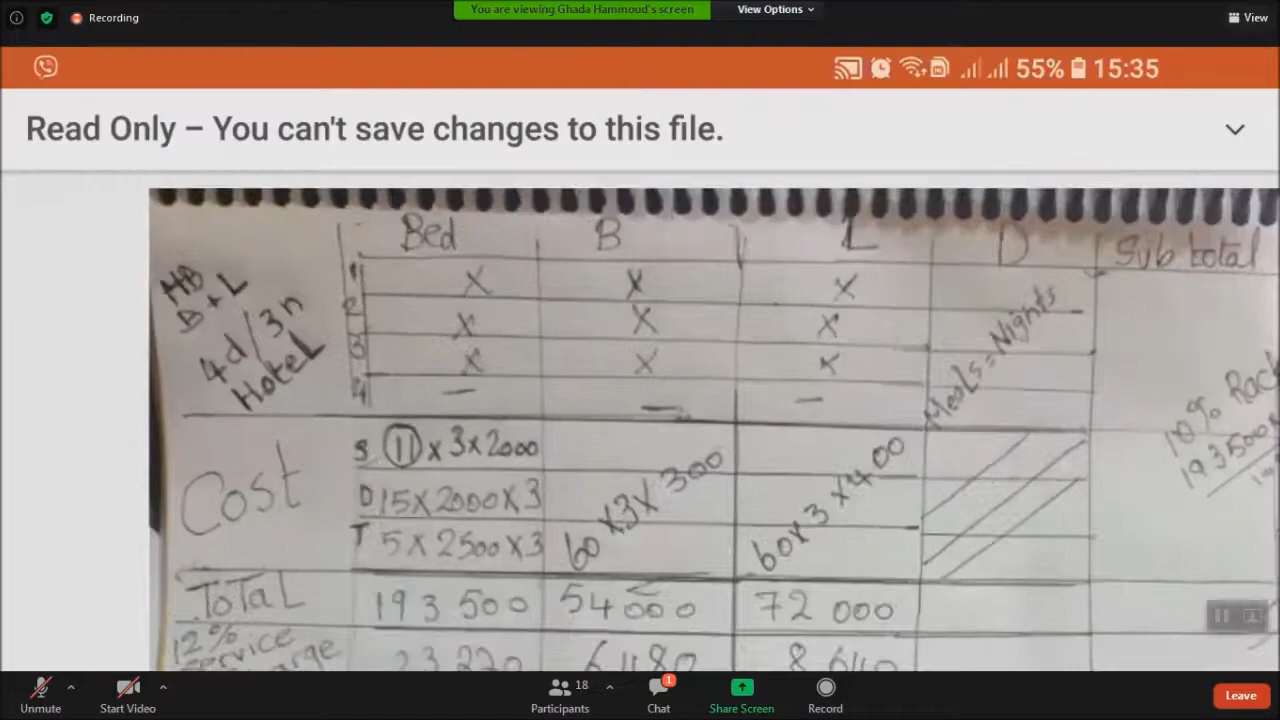 Recording
You are viewing Ghada Hammoud's screen
View Options
View
55% 15:35
Read Only – You can't save changes to this file.
Bed B L D Sub total
HB
B + L
4d/3n
Hotel
1 X X X
2 X X X
3 X X X
4 – – –
Meals = Nights
10% Rack
193500
Cost
S 11 x 3 x 2000
D 15 x 2000 x 3
T 5 x 2500 x 3
60 x 3 x 300
60 x 3 x 400
Total 193 500 54 000 72 000
12%
Service
23 220 6 480 8 640
18
1
Unmute Start Video Participants Chat Share Screen Record
Leave